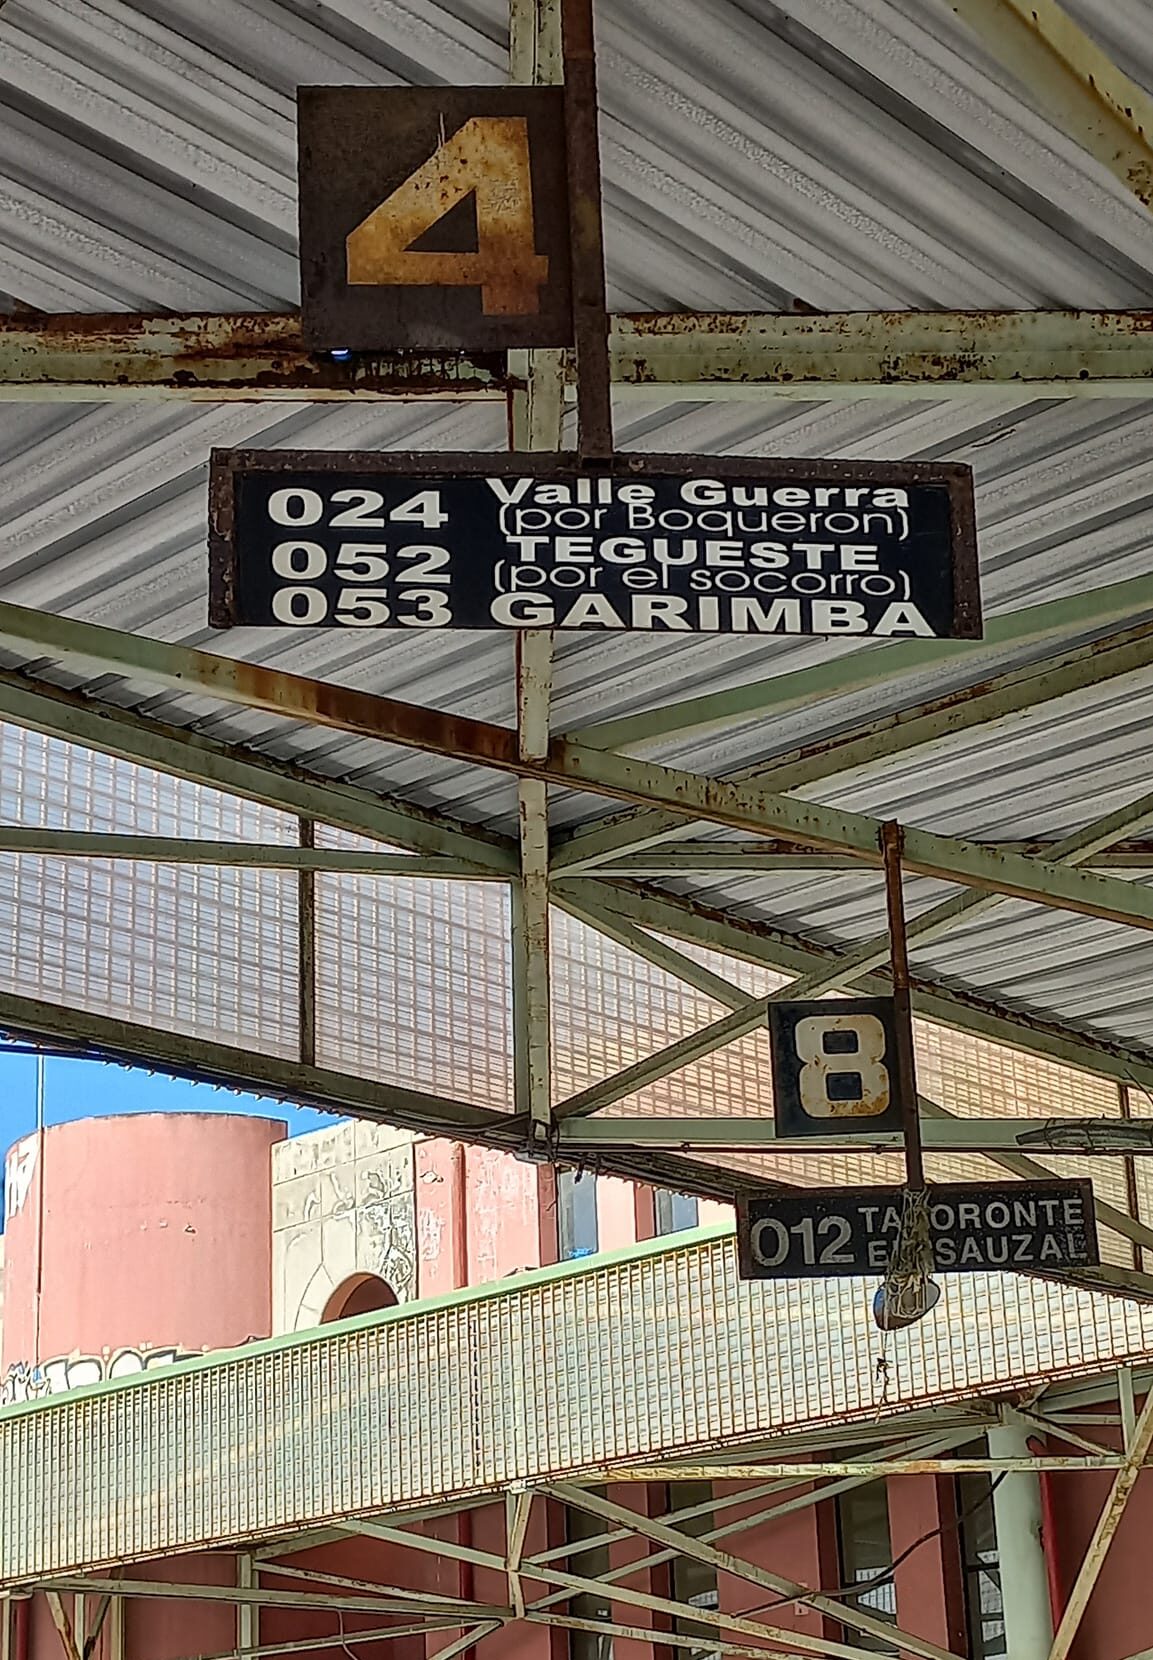 4
024 Valle Guerra
(por Boqueron)
052 TEGUESTE
(por el socorro)
053 GARIMBA
8
012 TACORONTE
EL SAUZAL